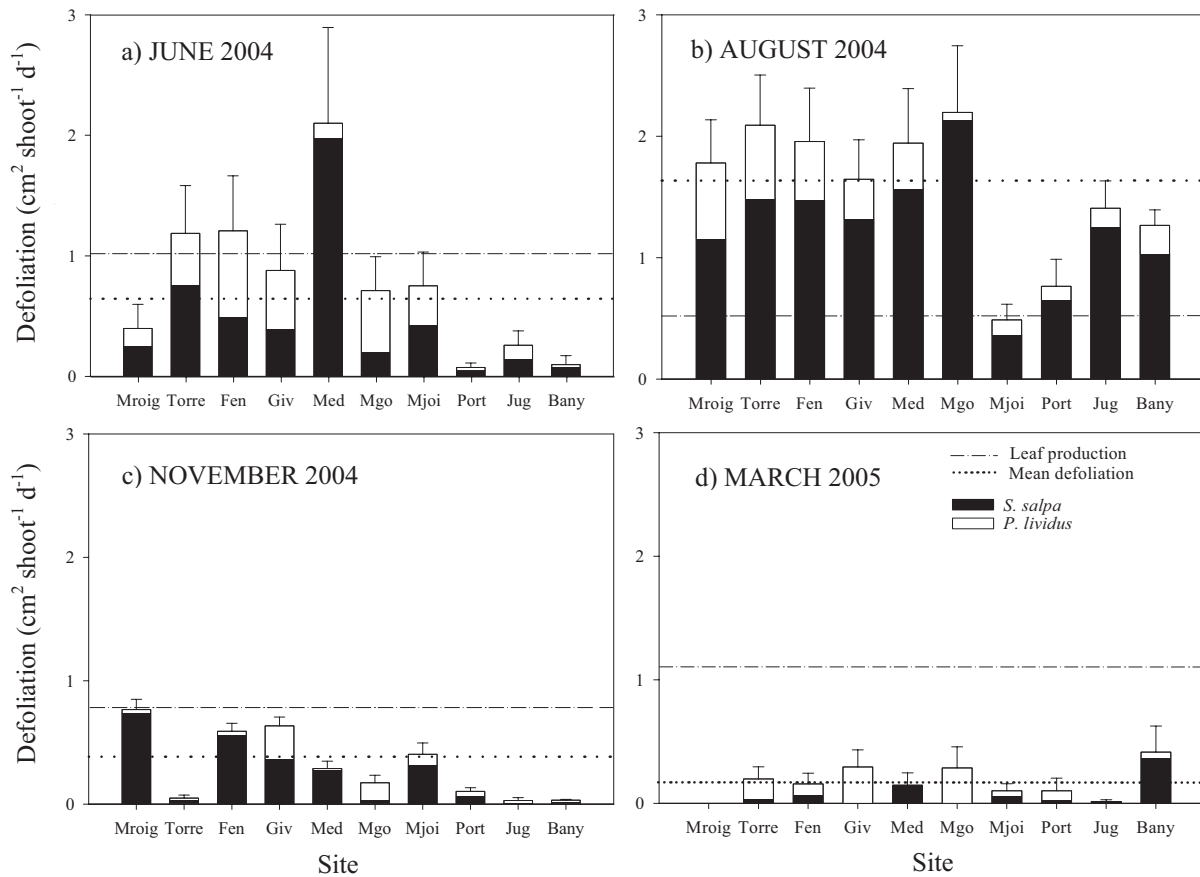 a) JUNE 2004
Defoliation (cm² shoot⁻¹ d⁻¹)
3
2
1
0
Mroig Torre Fen Giv Med Mgo Mjoi Port Jug Bany
b) AUGUST 2004
3
2
1
0
Mroig Torre Fen Giv Med Mgo Mjoi Port Jug Bany
c) NOVEMBER 2004
Defoliation (cm² shoot⁻¹ d⁻¹)
3
2
1
0
Mroig Torre Fen Giv Med Mgo Mjoi Port Jug Bany
Site
d) MARCH 2005
Leaf production
Mean defoliation
S. salpa
P. lividus
3
2
1
0
Mroig Torre Fen Giv Med Mgo Mjoi Port Jug Bany
Site